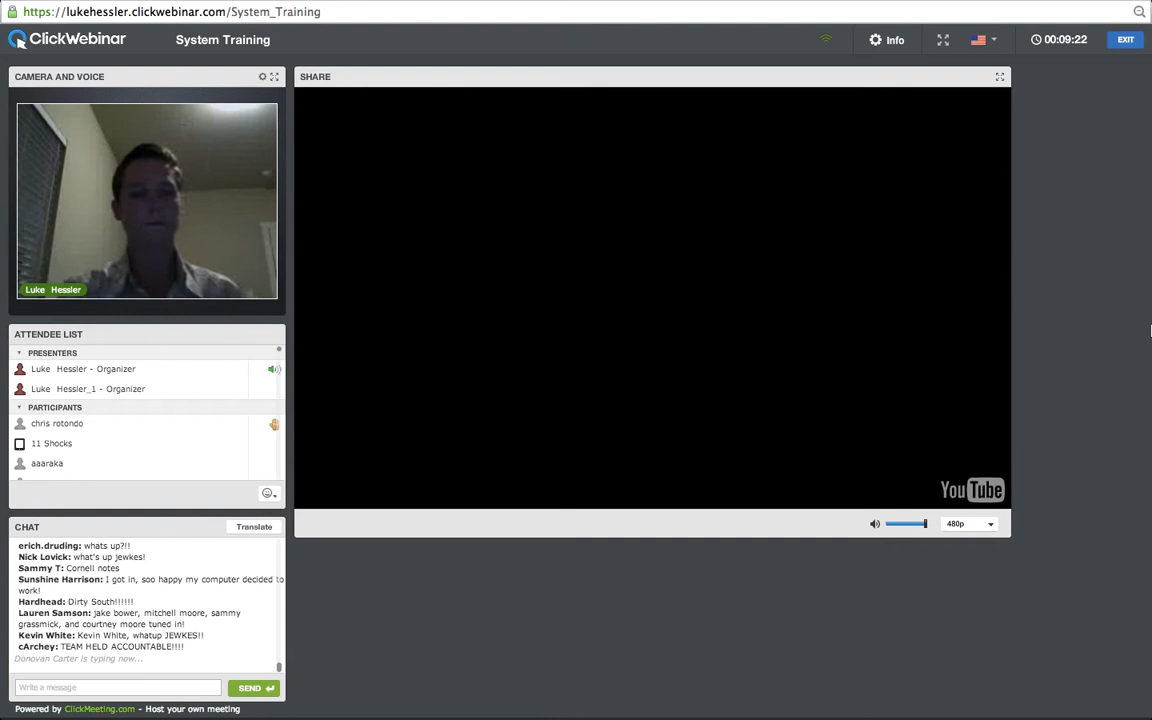 https://lukehessler.clickwebinar.com/System_Training
ClickWebinar
System Training
Info
00:09:22
EXIT
CAMERA AND VOICE
SHARE
Luke Hessler
ATTENDEE LIST
PRESENTERS
Luke Hessler - Organizer
Luke Hessler_1 - Organizer
PARTICIPANTS
chris rotondo
11 Shocks
aaaraka
YouTube
480p
CHAT
Translate
erich.druding: whats up?!!
Nick Lovick: what's up jewkes!
Sammy T: Cornell notes
Sunshine Harrison: I got in, soo happy my computer decided to
work!
Hardhead: Dirty South!!!!!!
Lauren Samson: jake bower, mitchell moore, sammy
grassmick, and courtney moore tuned in!
Kevin White: Kevin White, whatup JEWKES!!
cArchey: TEAM HELD ACCOUNTABLE!!!!
Donovan Carter is typing now...
Write a message
SEND
Powered by ClickMeeting.com - Host your own meeting